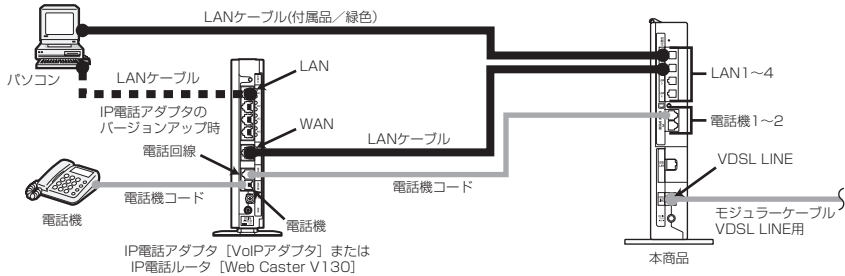 LANケーブル(付属品／緑色)
パソコン
LANケーブル
LAN
LAN1〜4
IP電話アダプタの
バージョンアップ時
WAN
LANケーブル
電話機1〜2
電話回線
VDSL LINE
電話機コード
電話機コード
電話機
電話機
モジュラーケーブル
VDSL LINE用
IP電話アダプタ［VoIPアダプタ］または
IP電話ルータ［Web Caster V130］
本商品